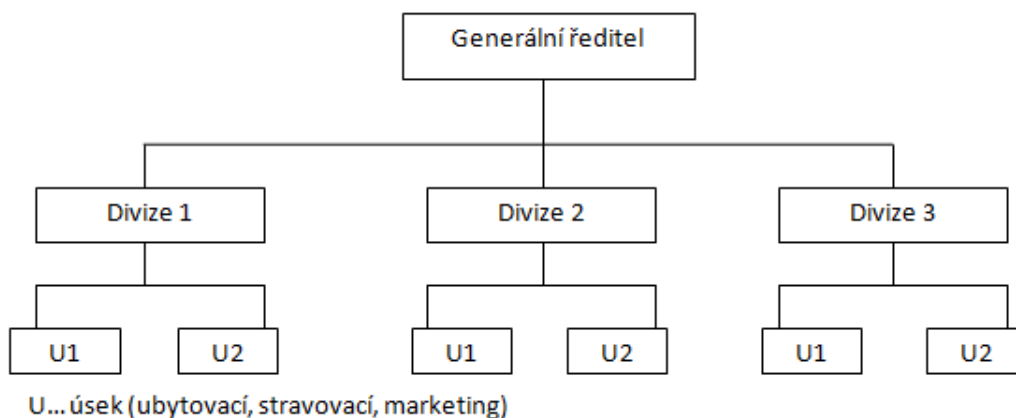 Generální ředitel
Divize 1
Divize 2
Divize 3
U1
U2
U1
U2
U1
U2
U... úsek (ubytovací, stravovací, marketing)